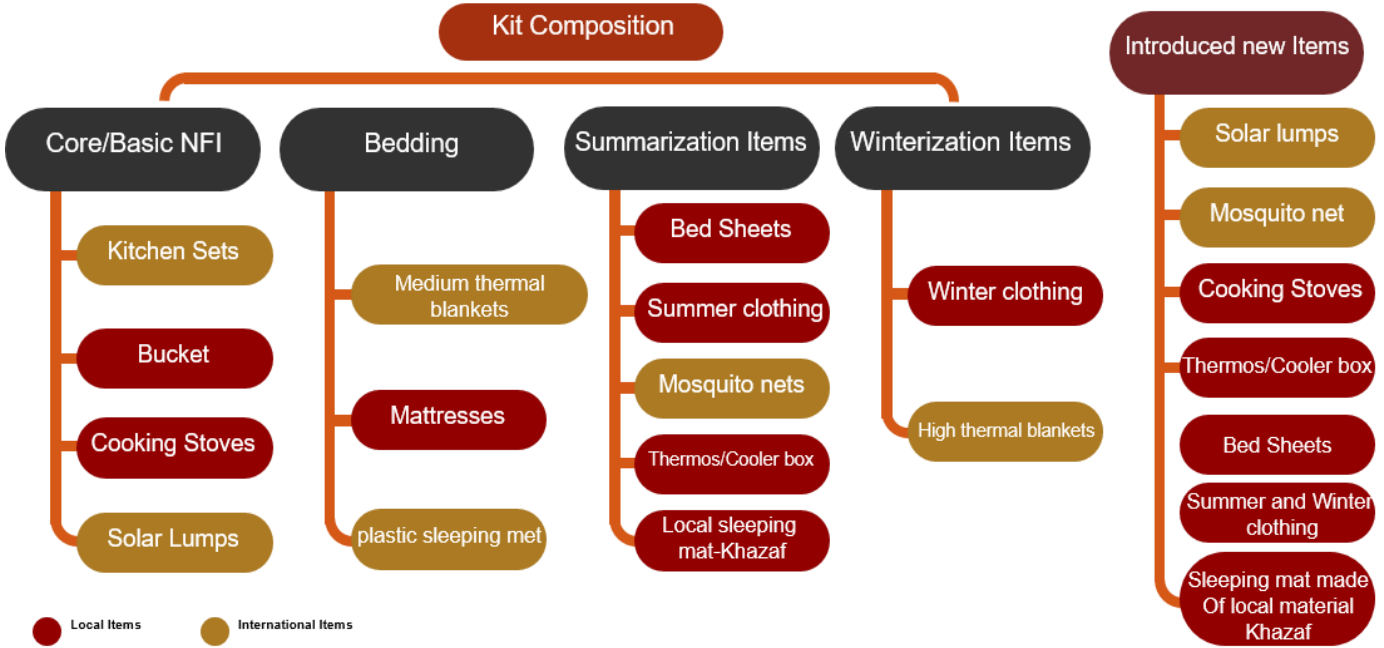 Kit Composition
Introduced new Items
Core/Basic NFI
Bedding
Summarization Items
Winterization Items
Kitchen Sets
Bucket
Cooking Stoves
Solar Lumps
Medium thermal
blankets
Mattresses
plastic sleeping met
Bed Sheets
Summer clothing
Mosquito nets
Thermos/Cooler box
Local sleeping
mat-Khazaf
Winter clothing
High thermal blankets
Solar lumps
Mosquito net
Cooking Stoves
Thermos/Cooler box
Bed Sheets
Summer and Winter
clothing
Sleeping mat made
Of local material
Khazaf
Local Items
International Items